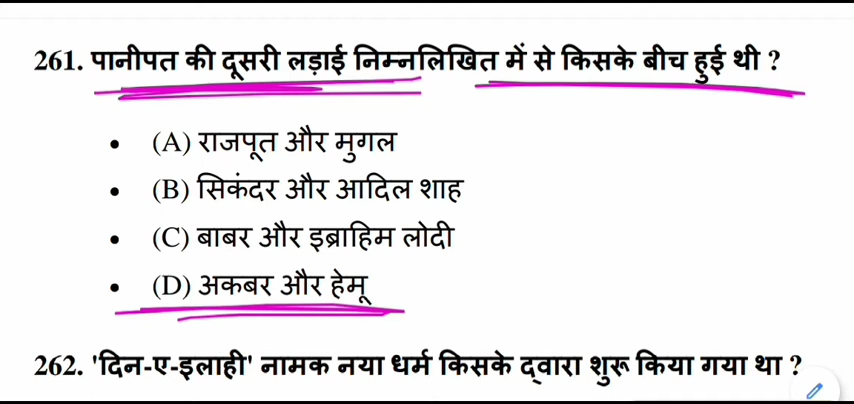 261. पानीपत की दूसरी लड़ाई निम्नलिखित में से किसके बीच हुई थी ?
• (A) राजपूत और मुगल
• (B) सिकंदर और आदिल शाह
• (C) बाबर और इब्राहिम लोदी
• (D) अकबर और हेमू
262. 'दिन-ए-इलाही' नामक नया धर्म किसके द्वारा शुरू किया गया था ?